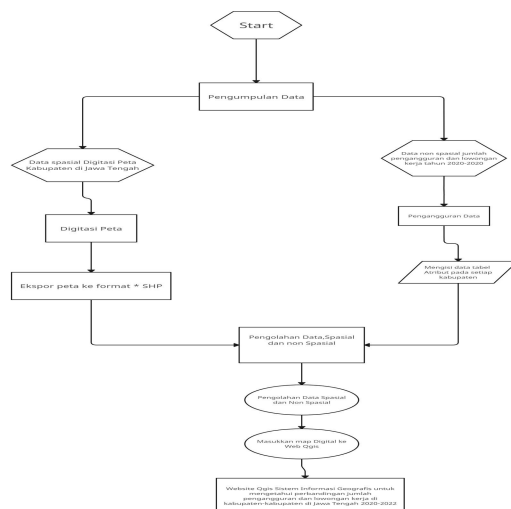 Start
Pengumpulan Data
Data spasial Digitasi Peta
Kabupaten di Jawa Tengah
Data non spasial jumlah
pengangguran dan lowongan
kerja tahun 2020-2020
Digitasi Peta
Pengangguran Data
Ekspor peta ke format * SHP
Mengisi data tabel
Atribut pada setiap
kabupaten
Pengolahan Data,Spasial
dan non Spasial
Pengolahan Data Spasial
dan Non Spasial
Masukkan map Digital ke
Web Qgis
Website Qgis Sistem Informasi Geografis untuk
mengetahui perbandingan jumlah
pengangguran dan lowongan kerja di
kabupaten-kabupaten di Jawa Tengah 2020-2022